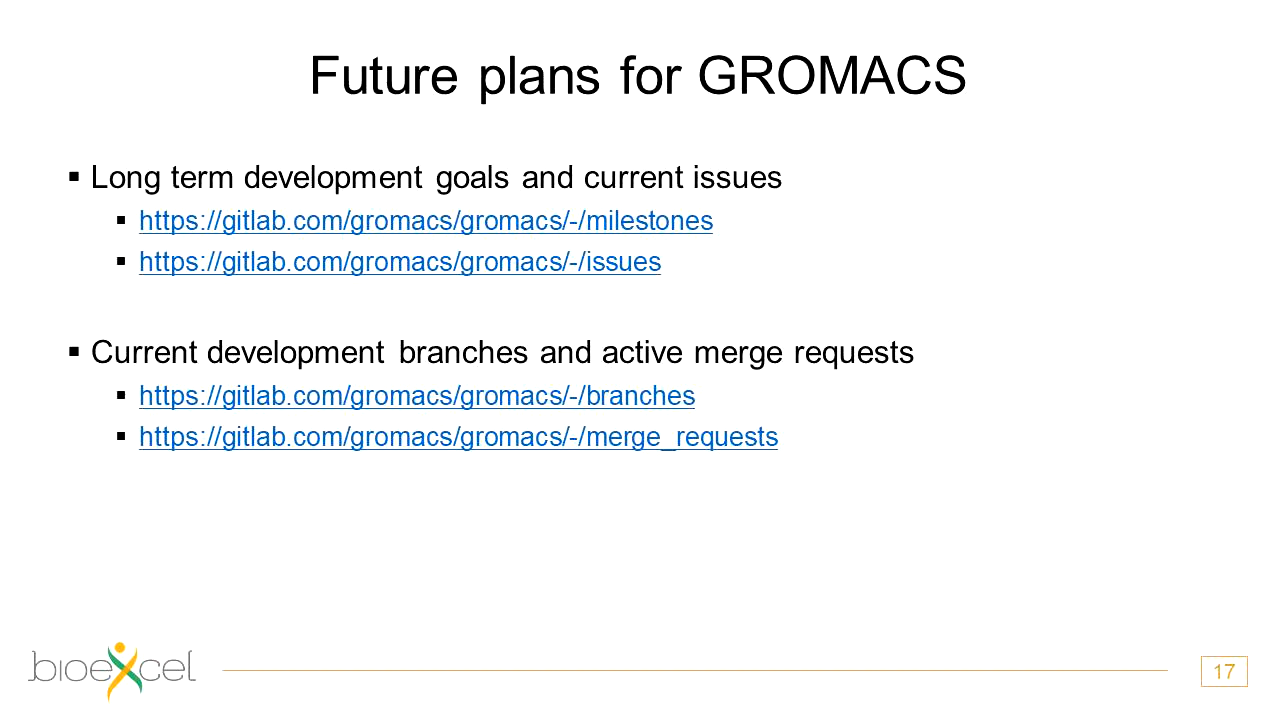 Future plans for GROMACS
▪ Long term development goals and current issues
▪ https://gitlab.com/gromacs/gromacs/-/milestones
▪ https://gitlab.com/gromacs/gromacs/-/issues
▪ Current development branches and active merge requests
▪ https://gitlab.com/gromacs/gromacs/-/branches
▪ https://gitlab.com/gromacs/gromacs/-/merge_requests
bioexcel
17